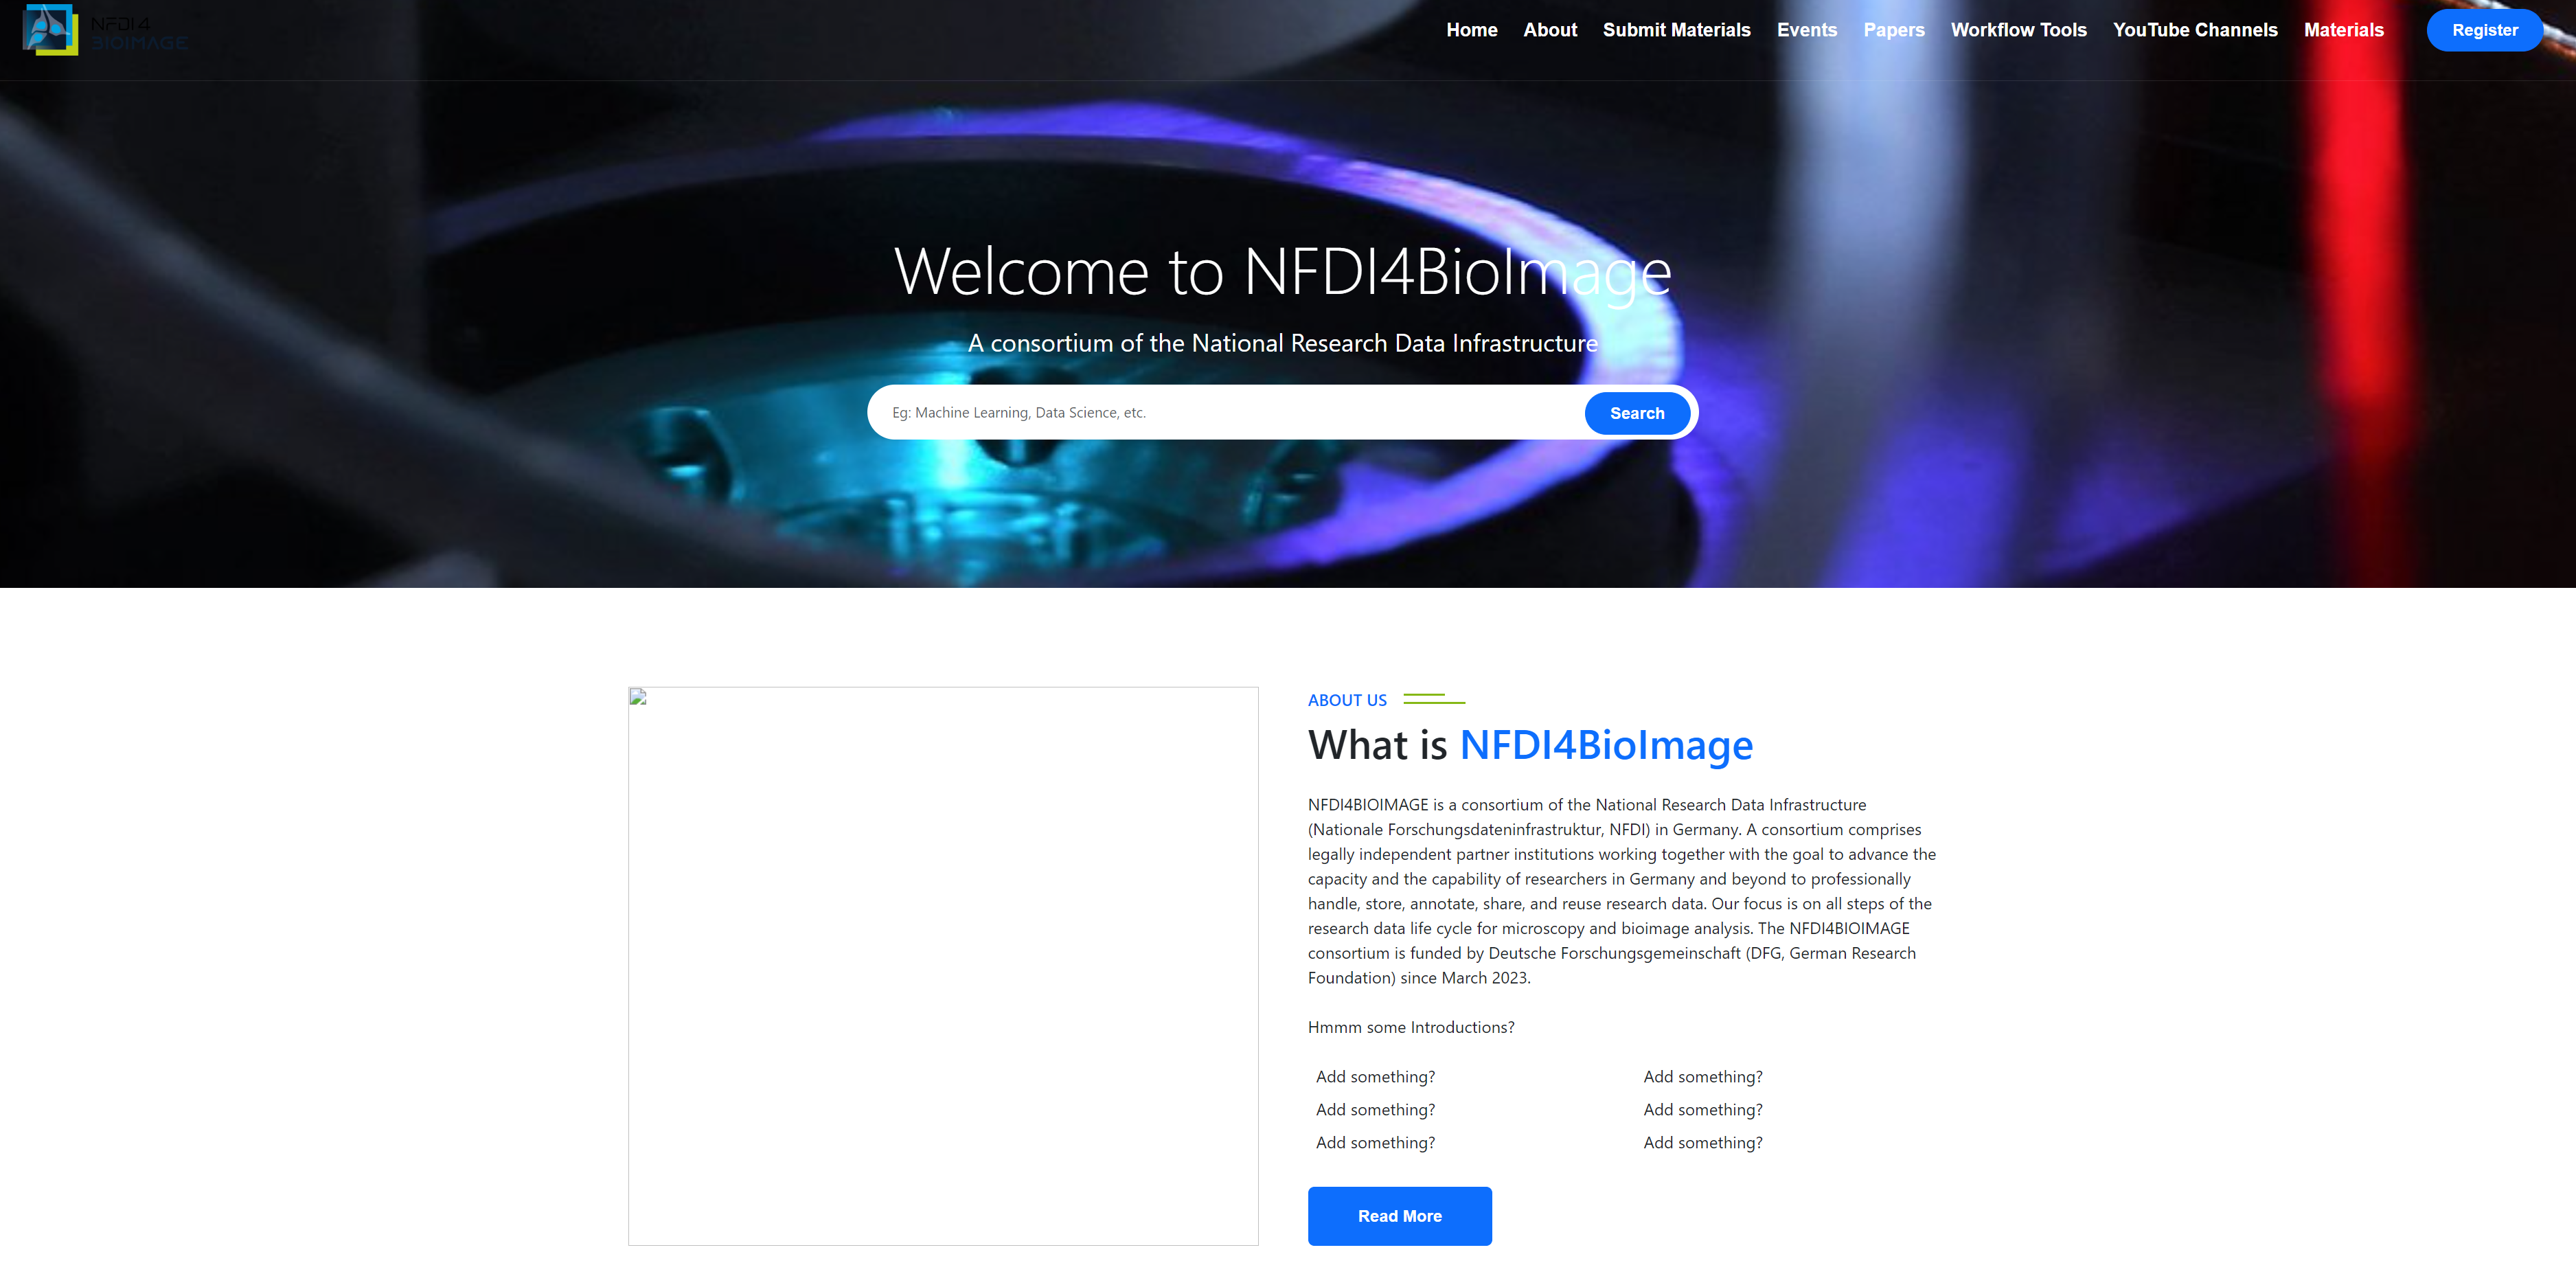 NFDI4
BIOIMAGE
Home About Submit Materials Events Papers Workflow Tools YouTube Channels Materials Register
Welcome to NFDI4BioImage
A consortium of the National Research Data Infrastructure
Eg: Machine Learning, Data Science, etc. Search
ABOUT US
What is NFDI4BioImage
NFDI4BIOIMAGE is a consortium of the National Research Data Infrastructure
(Nationale Forschungsdateninfrastruktur, NFDI) in Germany. A consortium comprises
legally independent partner institutions working together with the goal to advance the
capacity and the capability of researchers in Germany and beyond to professionally
handle, store, annotate, share, and reuse research data. Our focus is on all steps of the
research data life cycle for microscopy and bioimage analysis. The NFDI4BIOIMAGE
consortium is funded by Deutsche Forschungsgemeinschaft (DFG, German Research
Foundation) since March 2023.
Hmmm some Introductions?
Add something? Add something?
Add something? Add something?
Add something? Add something?
Read More